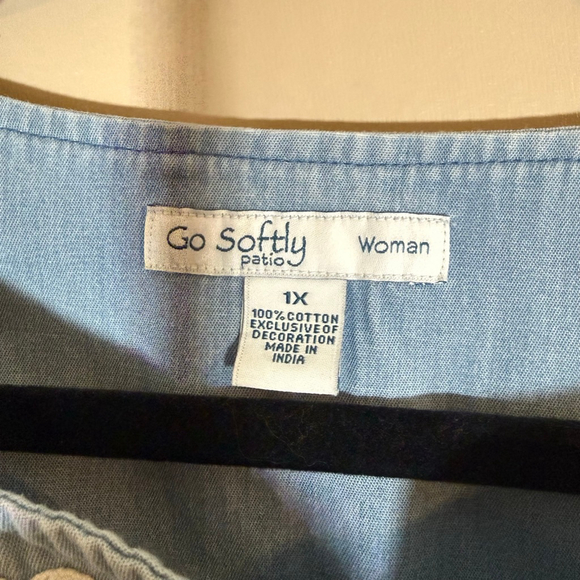 Go Softly
patio
Woman
1X
100% COTTON
EXCLUSIVE OF
DECORATION
MADE IN
INDIA